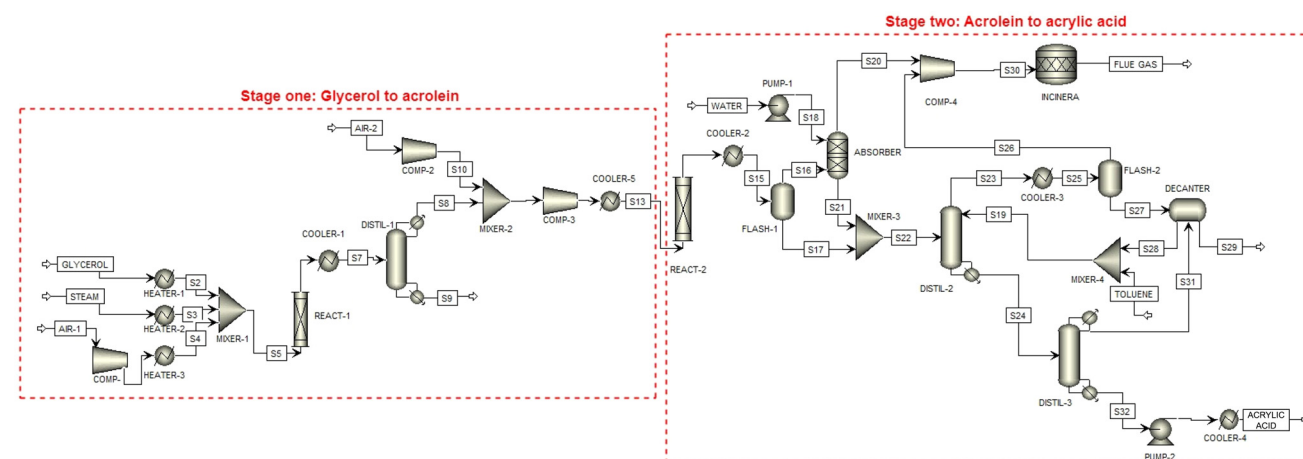 Stage two: Acrolein to acrylic acid
Stage one: Glycerol to acrolein
S20
S30
FLUE GAS
COMP-4
INCINERA
PUMP-1
WATER
S18
COOLER-2
ABSORBER
S26
AIR-2
COMP-2
S10
S15
S16
S23
S25
FLASH-2
COOLER-3
DECANTER
COOLER-5
S13
S8
DISTIL-1
MIXER-2
COMP-3
FLASH-1
S21
MIXER-3
S19
S27
S17
S22
S28
S29
COOLER-1
S7
REACT-2
GLYCEROL
S2
HEATER-1
STEAM
S3
HEATER-2
S9
DISTIL-2
MIXER-4
S31
TOLUENE
AIR-1
S4
MIXER-1
REACT-1
S24
S5
COMP-
HEATER-3
DISTIL-3
S32
ACRYLIC
ACID
PUMP-2
COOLER-4